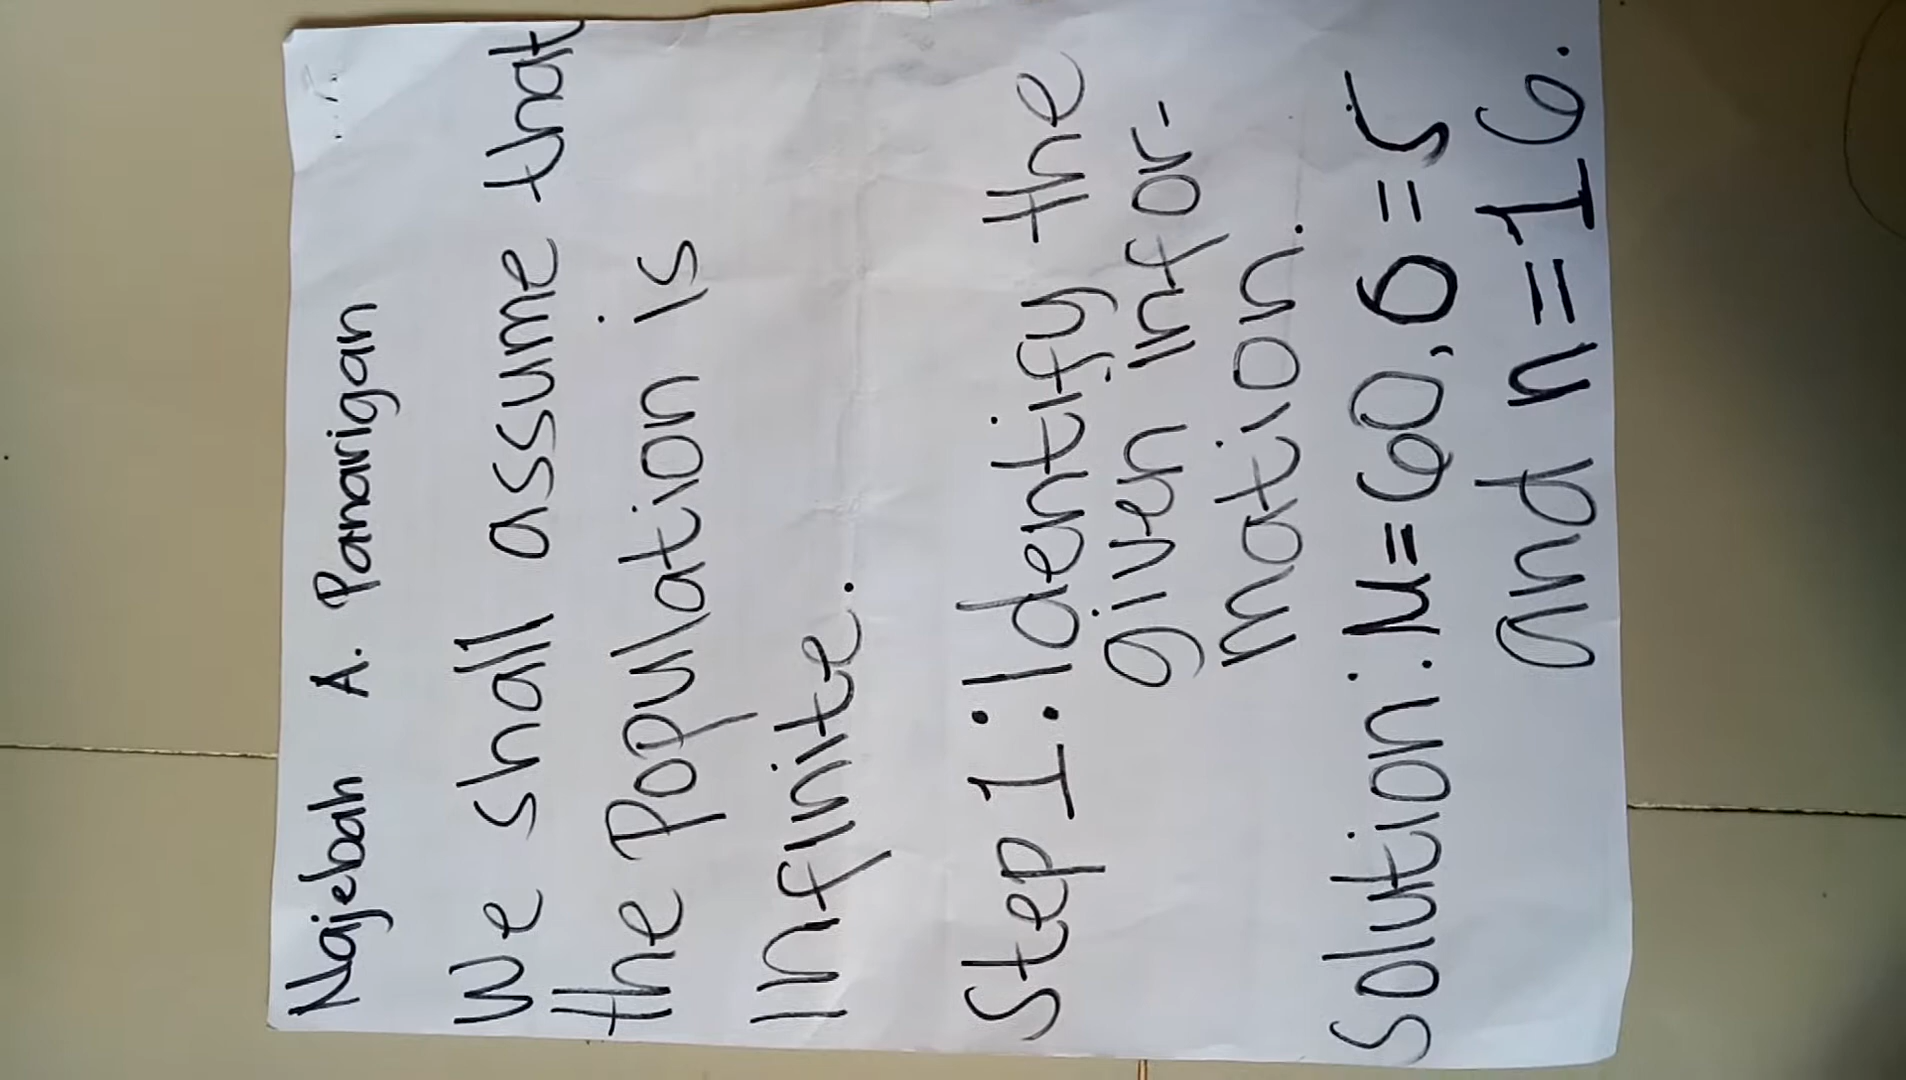 Najebah A. Panarigan
We shall assume that
the Population is
Infinite.
Step 1: Identify the
given infor-
mation.
Solution: μ=60, σ=5
and n=16.